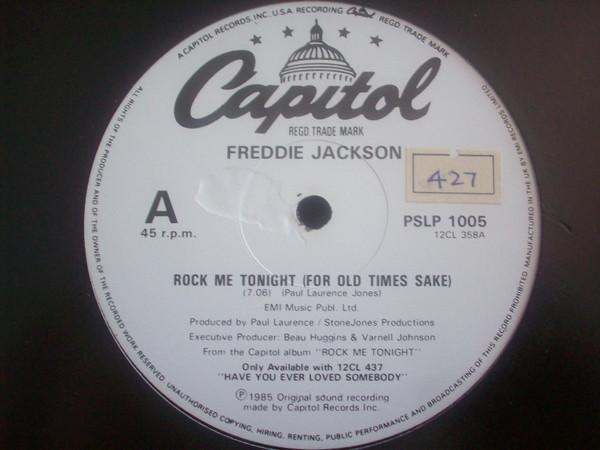 A CAPITOL RECORDS, INC., U.S.A. RECORDING Capitol REGD. TRADE MARK
Capitol
REGD. TRADE MARK
FREDDIE JACKSON
427
A
45 r.p.m.
PSLP 1005
12CL 358A
ROCK ME TONIGHT (FOR OLD TIMES SAKE)
(7.06) (Paul Laurence Jones)
EMI Music Publ. Ltd.
Produced by Paul Laurence / StoneJones Productions
Executive Producer: Beau Huggins & Varnell Johnson
From the Capitol album "ROCK ME TONIGHT"
Only Available with 12CL 437
"HAVE YOU EVER LOVED SOMEBODY"
Ⓟ 1985 Original sound recording
made by Capitol Records Inc.
ALL RIGHTS OF THE PRODUCER AND OF THE OWNER OF THE RECORDED WORK RESERVED. UNAUTHORISED COPYING, HIRING, RENTING, PUBLIC PERFORMANCE AND BROADCASTING OF THIS RECORD PROHIBITED. MANUFACTURED IN THE UK BY EMI RECORDS LIMITED